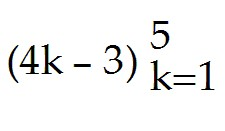 (4k – 3) 5
k=1